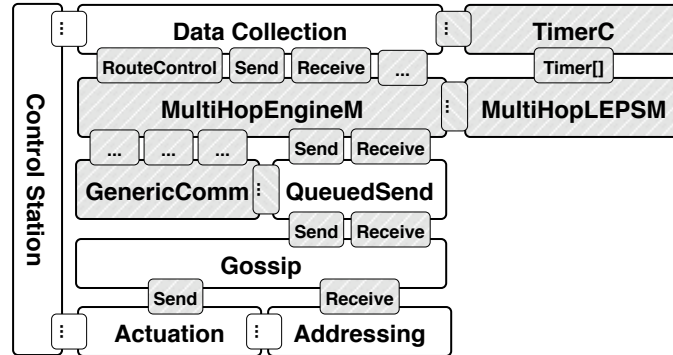 Control Station
⋮ Data Collection ⋮ TimerC
RouteControl Send Receive ... Timer[]
MultiHopEngineM ⋮ MultiHopLEPSM
... ... ... Send Receive
GenericComm ⋮ QueuedSend
Send Receive
Gossip
Send Receive
⋮ Actuation ⋮ Addressing